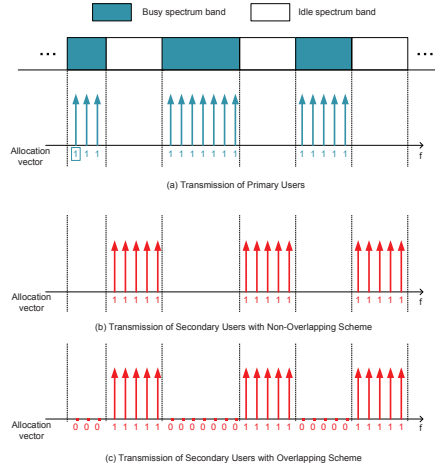 Busy spectrum band Idle spectrum band
... ...
Allocation vector 1 1 1 1 1 1 1 1 1 1 1 1 1 1 1 f
(a) Transmission of Primary Users
Allocation vector 1 1 1 1 1 1 1 1 1 1 1 1 1 1 1 f
(b) Transmission of Secondary Users with Non-Overlapping Scheme
Allocation vector 0 0 0 1 1 1 1 1 0 0 0 0 0 0 0 1 1 1 1 1 0 0 0 0 0 1 1 1 1 1 f
(c) Transmission of Secondary Users with Overlapping Scheme